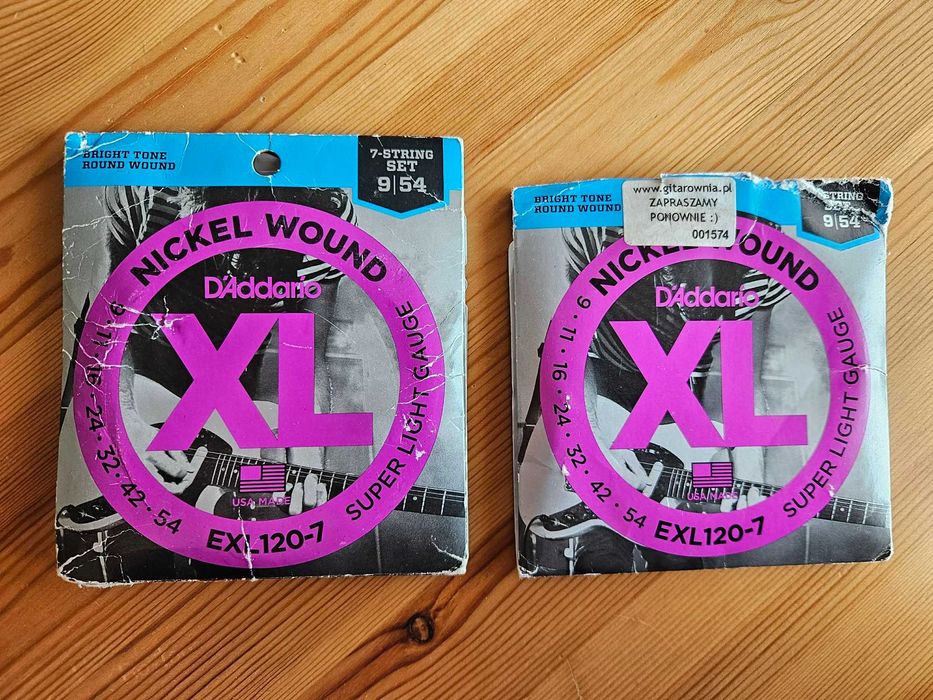 BRIGHT TONE
ROUND WOUND
7-STRING
SET
9|54
NICKEL WOUND
D'Addario
XL
9 · 11 · 16 · 24 · 32 · 42 · 54
USA MADE
EXL120-7
SUPER LIGHT GAUGE
BRIGHT TONE
ROUND WOUND
www.gitarownia.pl
ZAPRASZAMY
PONOWNIE :)
001574
STRING
9|54
NICKEL WOUND
D'Addario
XL
9 · 11 · 16 · 24 · 32 · 42 · 54
USA MADE
EXL120-7
SUPER LIGHT GAUGE